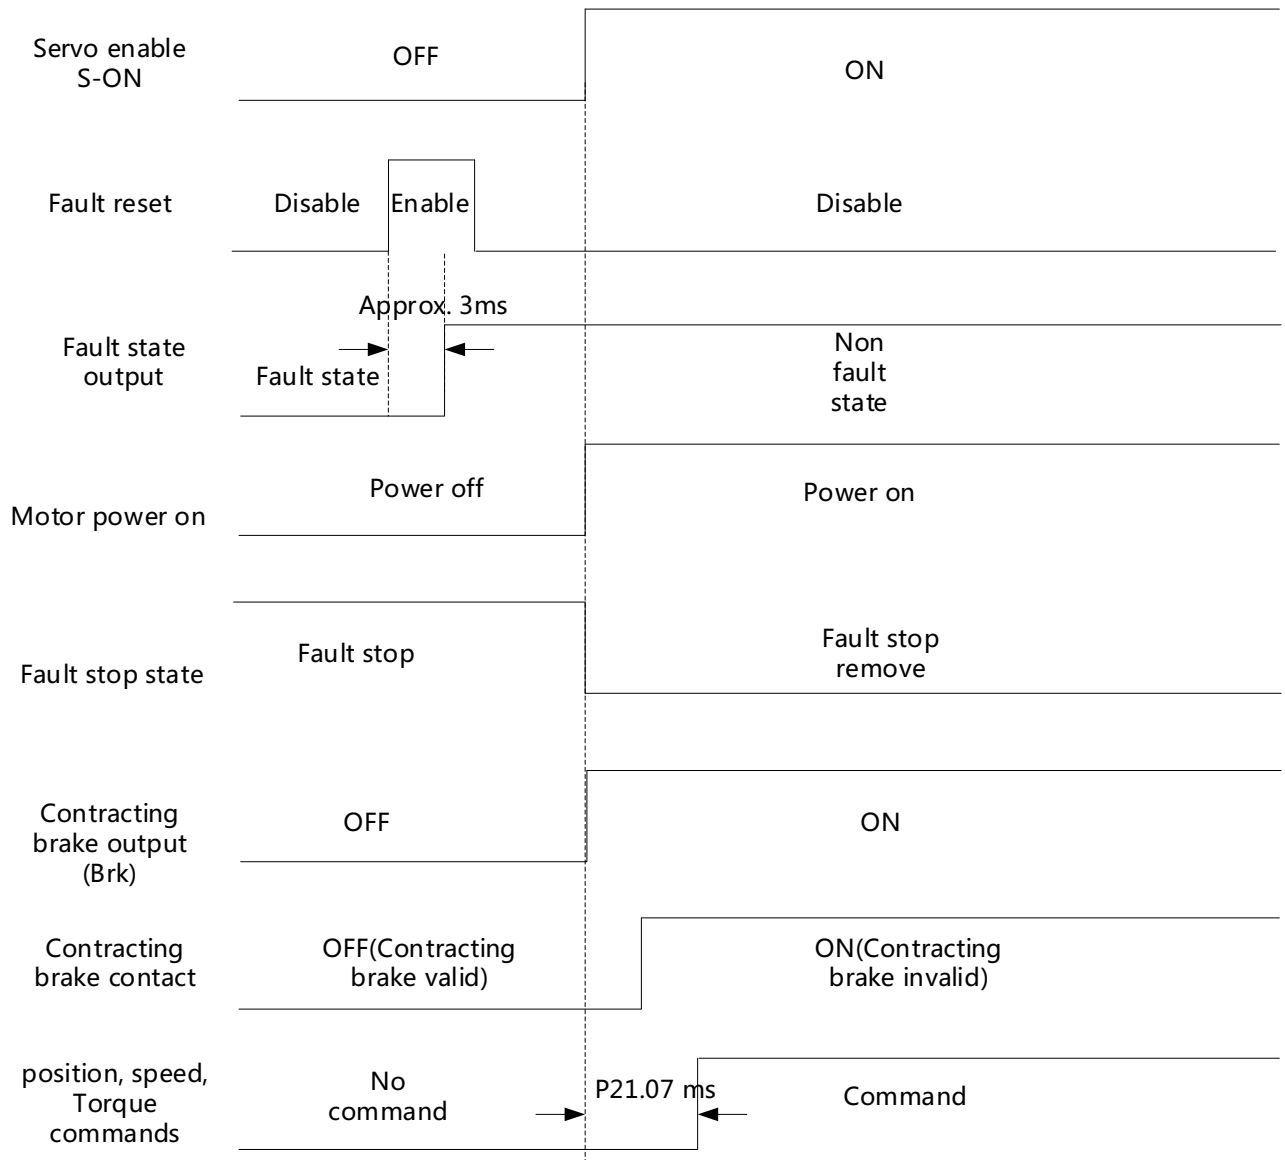 Servo enable
S-ON
OFF
ON
Fault reset
Disable
Enable
Disable
Approx. 3ms
Fault state
output
Fault state
Non
fault
state
Motor power on
Power off
Power on
Fault stop state
Fault stop
Fault stop
remove
Contracting
brake output
(Brk)
OFF
ON
Contracting
brake contact
OFF(Contracting
brake valid)
ON(Contracting
brake invalid)
position, speed,
Torque
commands
No
command
P21.07 ms
Command